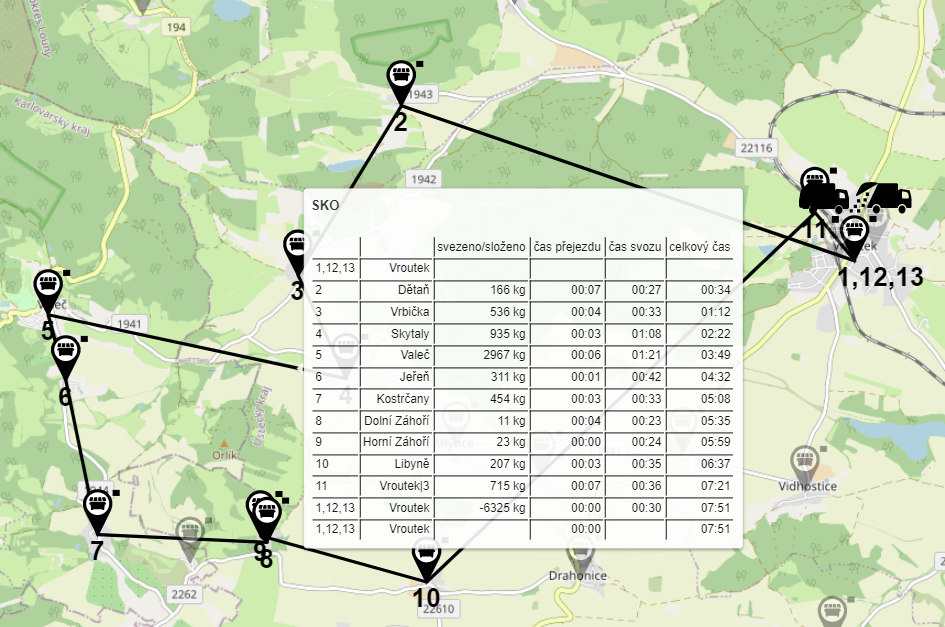 okres Louny
194
Karlovarský kraj
1943
2
22116
1942
11
1,12,13
3
5
1941
6
Ústecký kraj
Orlík
7
9
8
2262
10
22610
Drahonice
Vidhostice
SKO
svezeno/složeno čas přejezdu čas svozu celkový čas
1,12,13 Vroutek
2 Dětaň 166 kg 00:07 00:27 00:34
3 Vrbička 536 kg 00:04 00:33 01:12
4 Skytaly 935 kg 00:03 01:08 02:22
5 Valeč 2967 kg 00:06 01:21 03:49
6 Jeřeň 311 kg 00:01 00:42 04:32
7 Kostrčany 454 kg 00:03 00:33 05:08
8 Dolní Záhoří 11 kg 00:04 00:23 05:35
9 Horní Záhoří 23 kg 00:00 00:24 05:59
10 Libyně 207 kg 00:03 00:35 06:37
11 Vroutek|3 715 kg 00:07 00:36 07:21
1,12,13 Vroutek -6325 kg 00:00 00:30 07:51
1,12,13 Vroutek 00:00 07:51